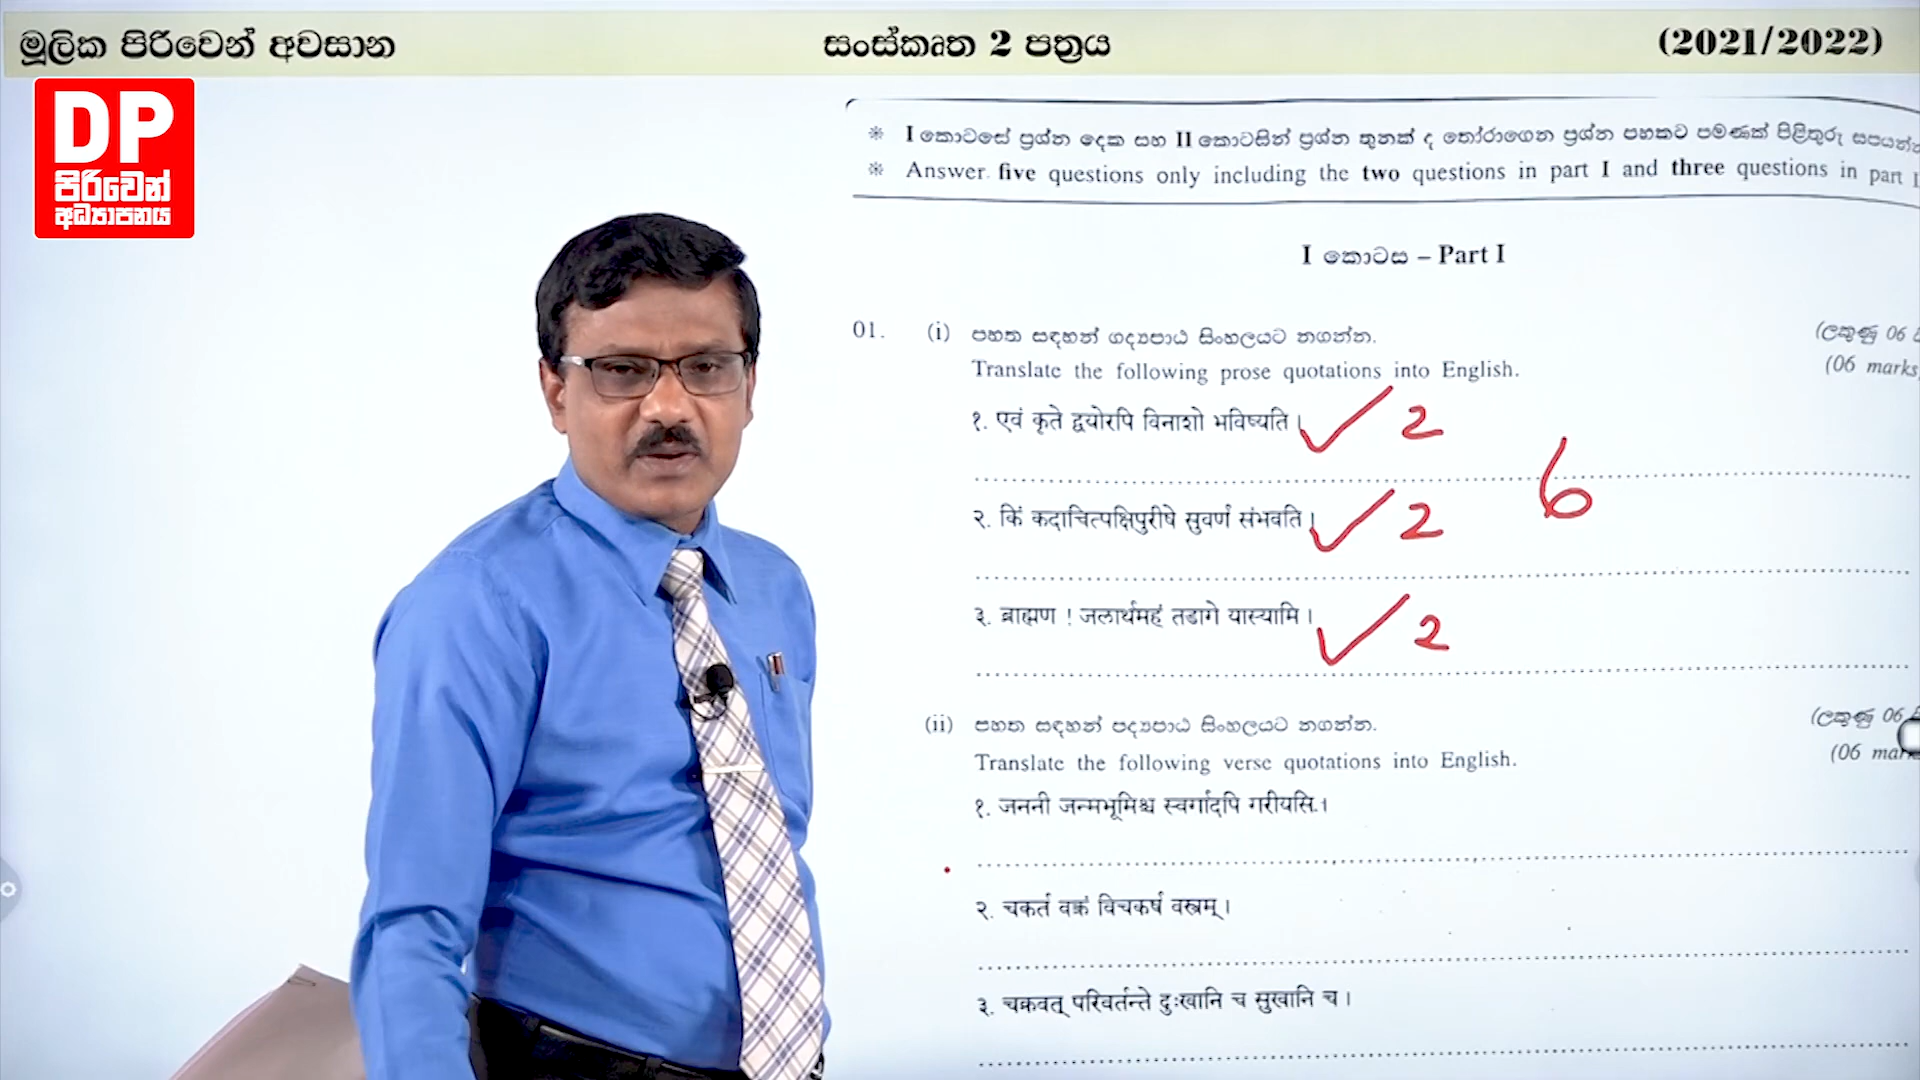 මූලික පිරිවෙන් අවසාන
සංස්කෘත 2 පත්‍රය
(2021/2022)
DP
පිරිවෙන්
අධ්‍යාපනය
I කොටසේ ප්‍රශ්න දෙක සහ II කොටසින් ප්‍රශ්න තුනක් ද තෝරාගෙන ප්‍රශ්න පහකට පමණක් පිළිතුරු
Answer five questions only including the two questions in part I and three questions in part
I කොටස – Part I
01. (i) පහත සඳහන් ගද්‍යපාඨ සිංහලයට නගන්න. (ලකුණු 06
Translate the following prose quotations into English. (06 marks
१. एवं कृते द्वयोरपि विनाशो भविष्यति। 2
6
२. किं कदाचित्पक्षिपुरीषे सुवर्णं संभवति। 2
३. ब्राह्मण ! जलार्थमहं तडागे यास्यामि। 2
(ii) පහත සඳහන් පද්‍යපාඨ සිංහලයට නගන්න. (ලකුණු 06
Translate the following verse quotations into English. (06
१. जननी जन्मभूमिश्च स्वर्गादपि गरीयसि।
२. चकर्त वक्रं विचकर्ष वस्त्रम्।
३. चक्रवत् परिवर्तन्ते दुःखानि च सुखानि च।